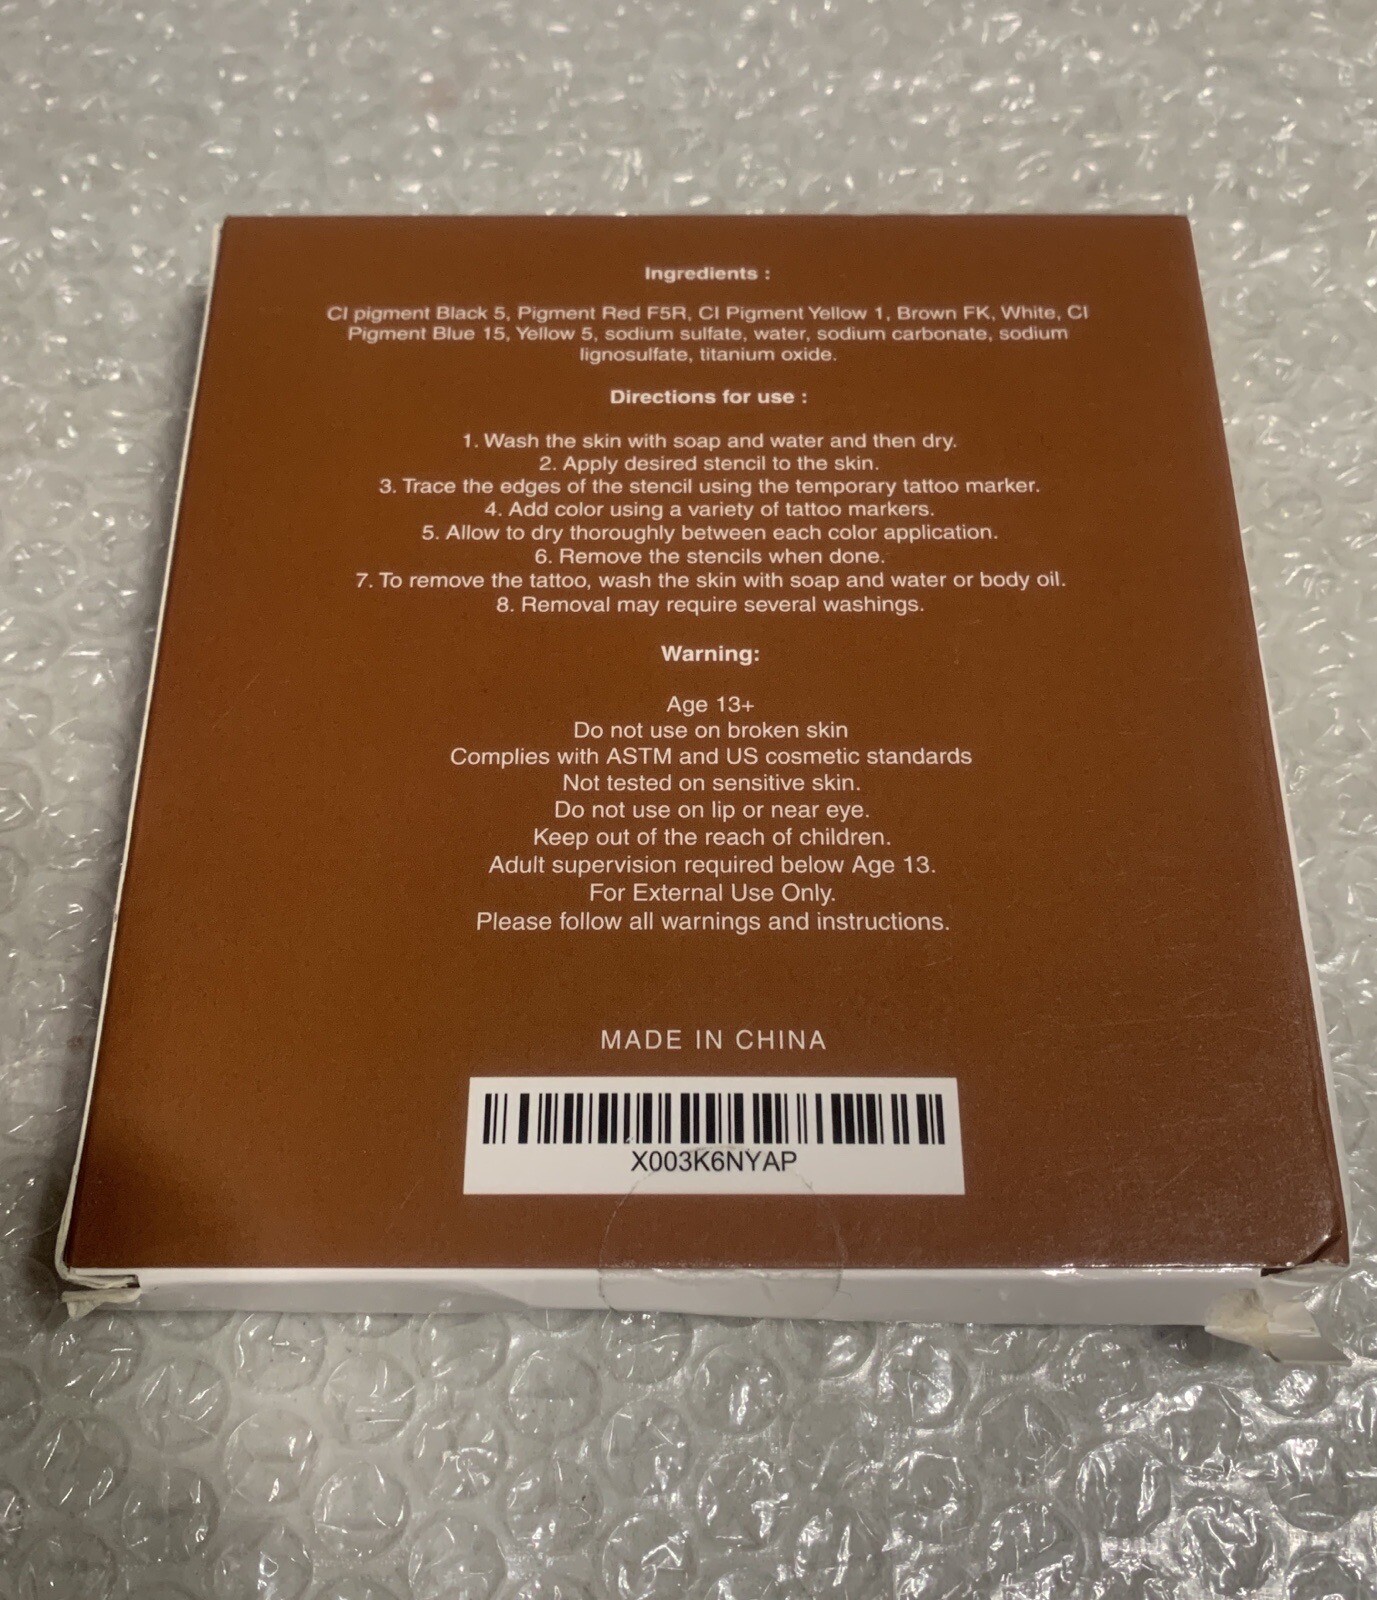 Ingredients :
CI pigment Black 5, Pigment Red F5R, CI Pigment Yellow 1, Brown FK, White, CI
Pigment Blue 15, Yellow 5, sodium sulfate, water, sodium carbonate, sodium
lignosulfate, titanium oxide.
Directions for use :
1. Wash the skin with soap and water and then dry.
2. Apply desired stencil to the skin.
3. Trace the edges of the stencil using the temporary tattoo marker.
4. Add color using a variety of tattoo markers.
5. Allow to dry thoroughly between each color application.
6. Remove the stencils when done.
7. To remove the tattoo, wash the skin with soap and water or body oil.
8. Removal may require several washings.
Warning:
Age 13+
Do not use on broken skin
Complies with ASTM and US cosmetic standards
Not tested on sensitive skin.
Do not use on lip or near eye.
Keep out of the reach of children.
Adult supervision required below Age 13.
For External Use Only.
Please follow all warnings and instructions.
MADE IN CHINA
X003K6NYAP